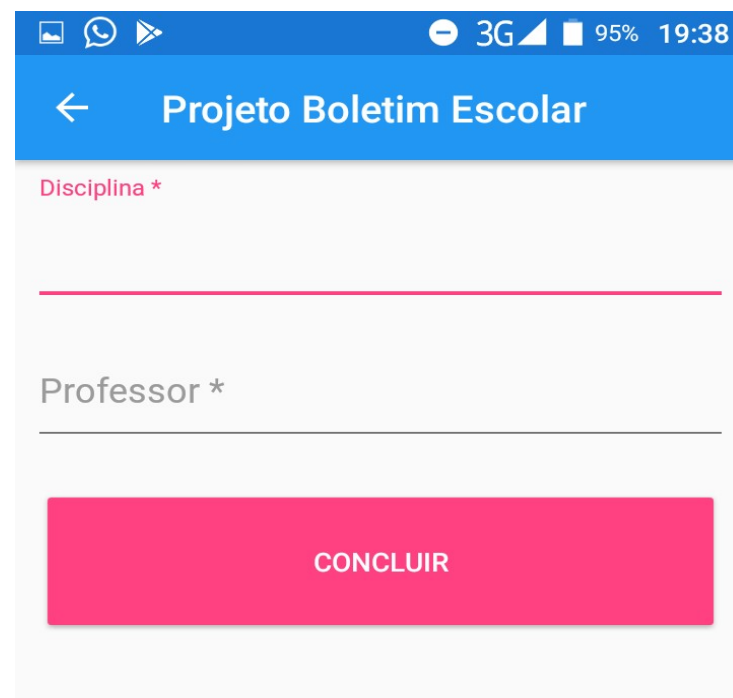 3G 95% 19:38
Projeto Boletim Escolar
Disciplina *
Professor *
CONCLUIR